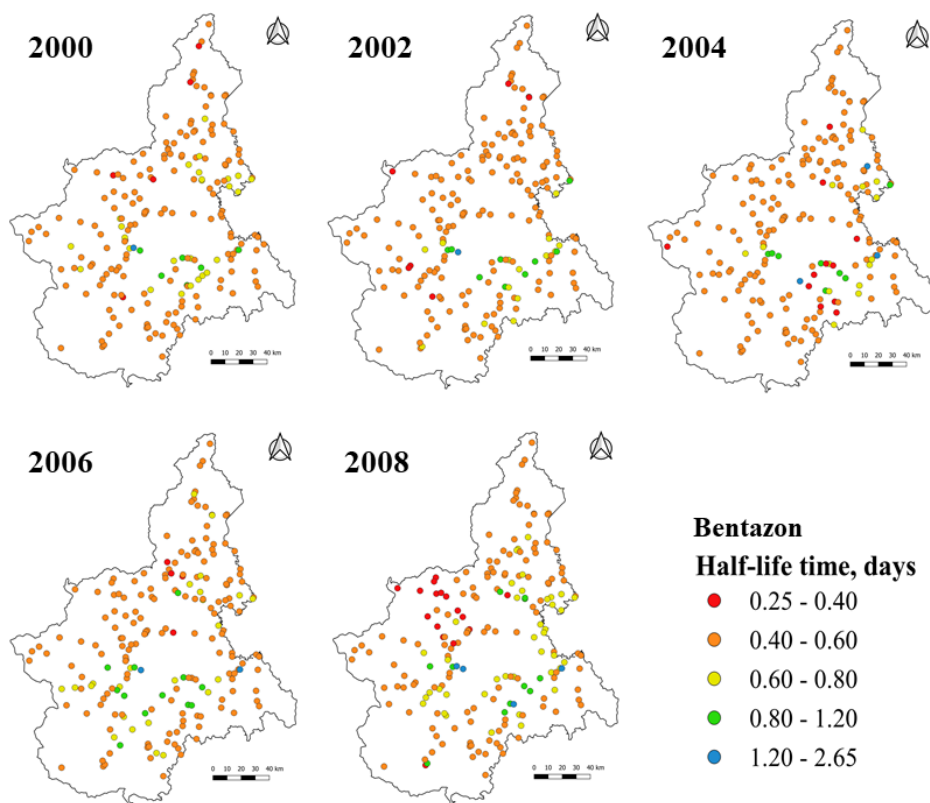 2000
2002
2004
0 10 20 30 40 km
0 10 20 30 40 km
0 10 20 30 40 km
2006
2008
0 10 20 30 40 km
0 10 20 30 40 km
Bentazon
Half-life time, days
0.25 - 0.40
0.40 - 0.60
0.60 - 0.80
0.80 - 1.20
1.20 - 2.65